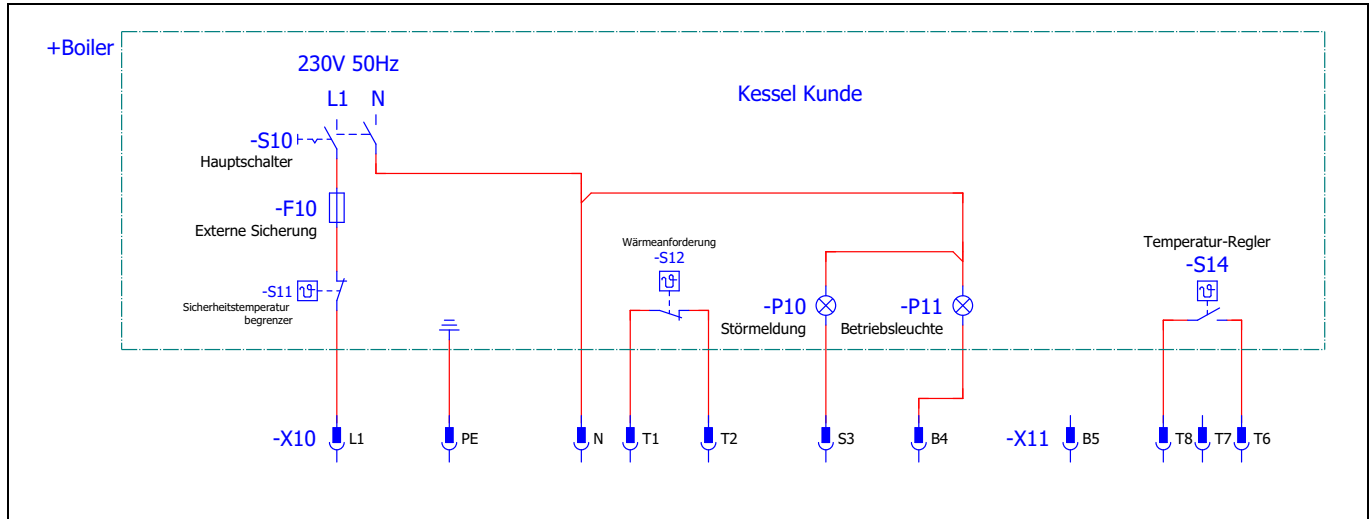 +Boiler
230V 50Hz
L1 N
Kessel Kunde
-S10
Hauptschalter
-F10
Externe Sicherung
Wärmeanforderung
-S12
Temperatur-Regler
-S14
-S11
Sicherheitstemperatur
begrenzer
-P10
Störmeldung
-P11
Betriebsleuchte
-X10 L1 PE N T1 T2 S3 B4 -X11 B5 T8 T7 T6